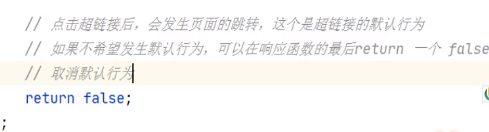 // 点击超链接后，会发生页面的跳转，这个是超链接的默认行为
// 如果不希望发生默认行为，可以在响应函数的最后return 一个 false
// 取消默认行为
return false;
;